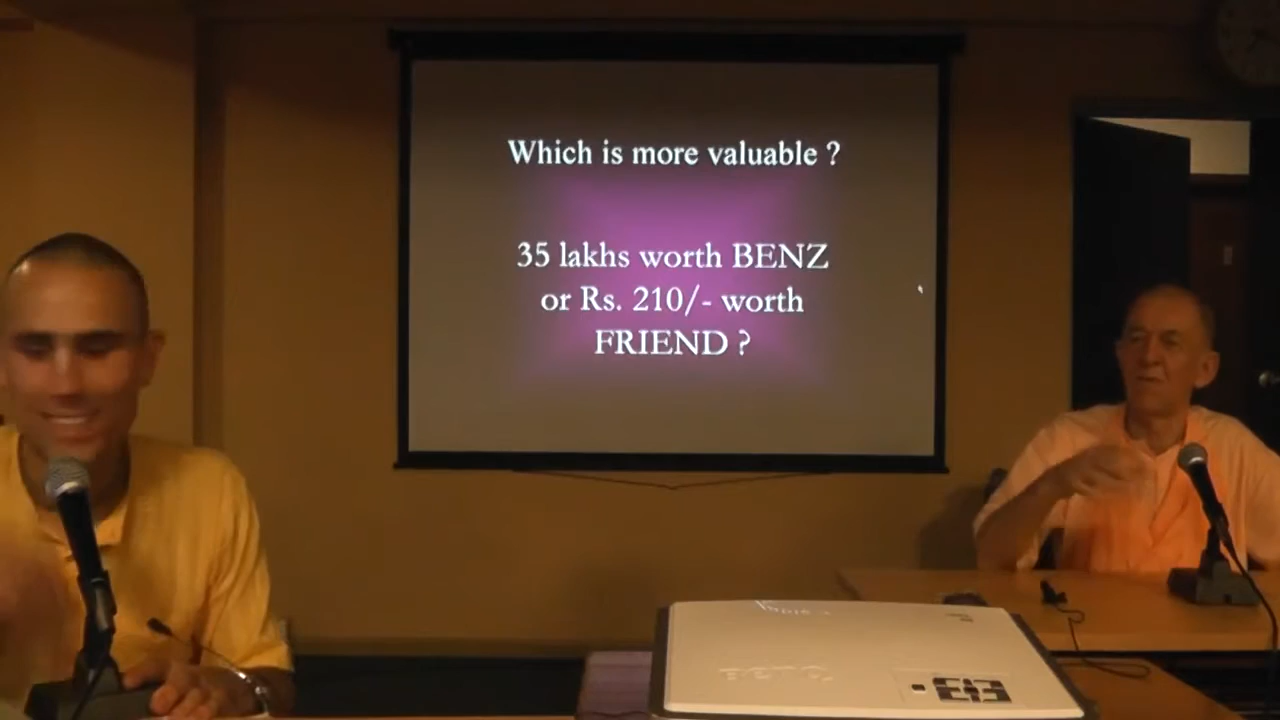 Which is more valuable ?
35 lakhs worth BENZ
or Rs. 210/- worth
FRIEND ?